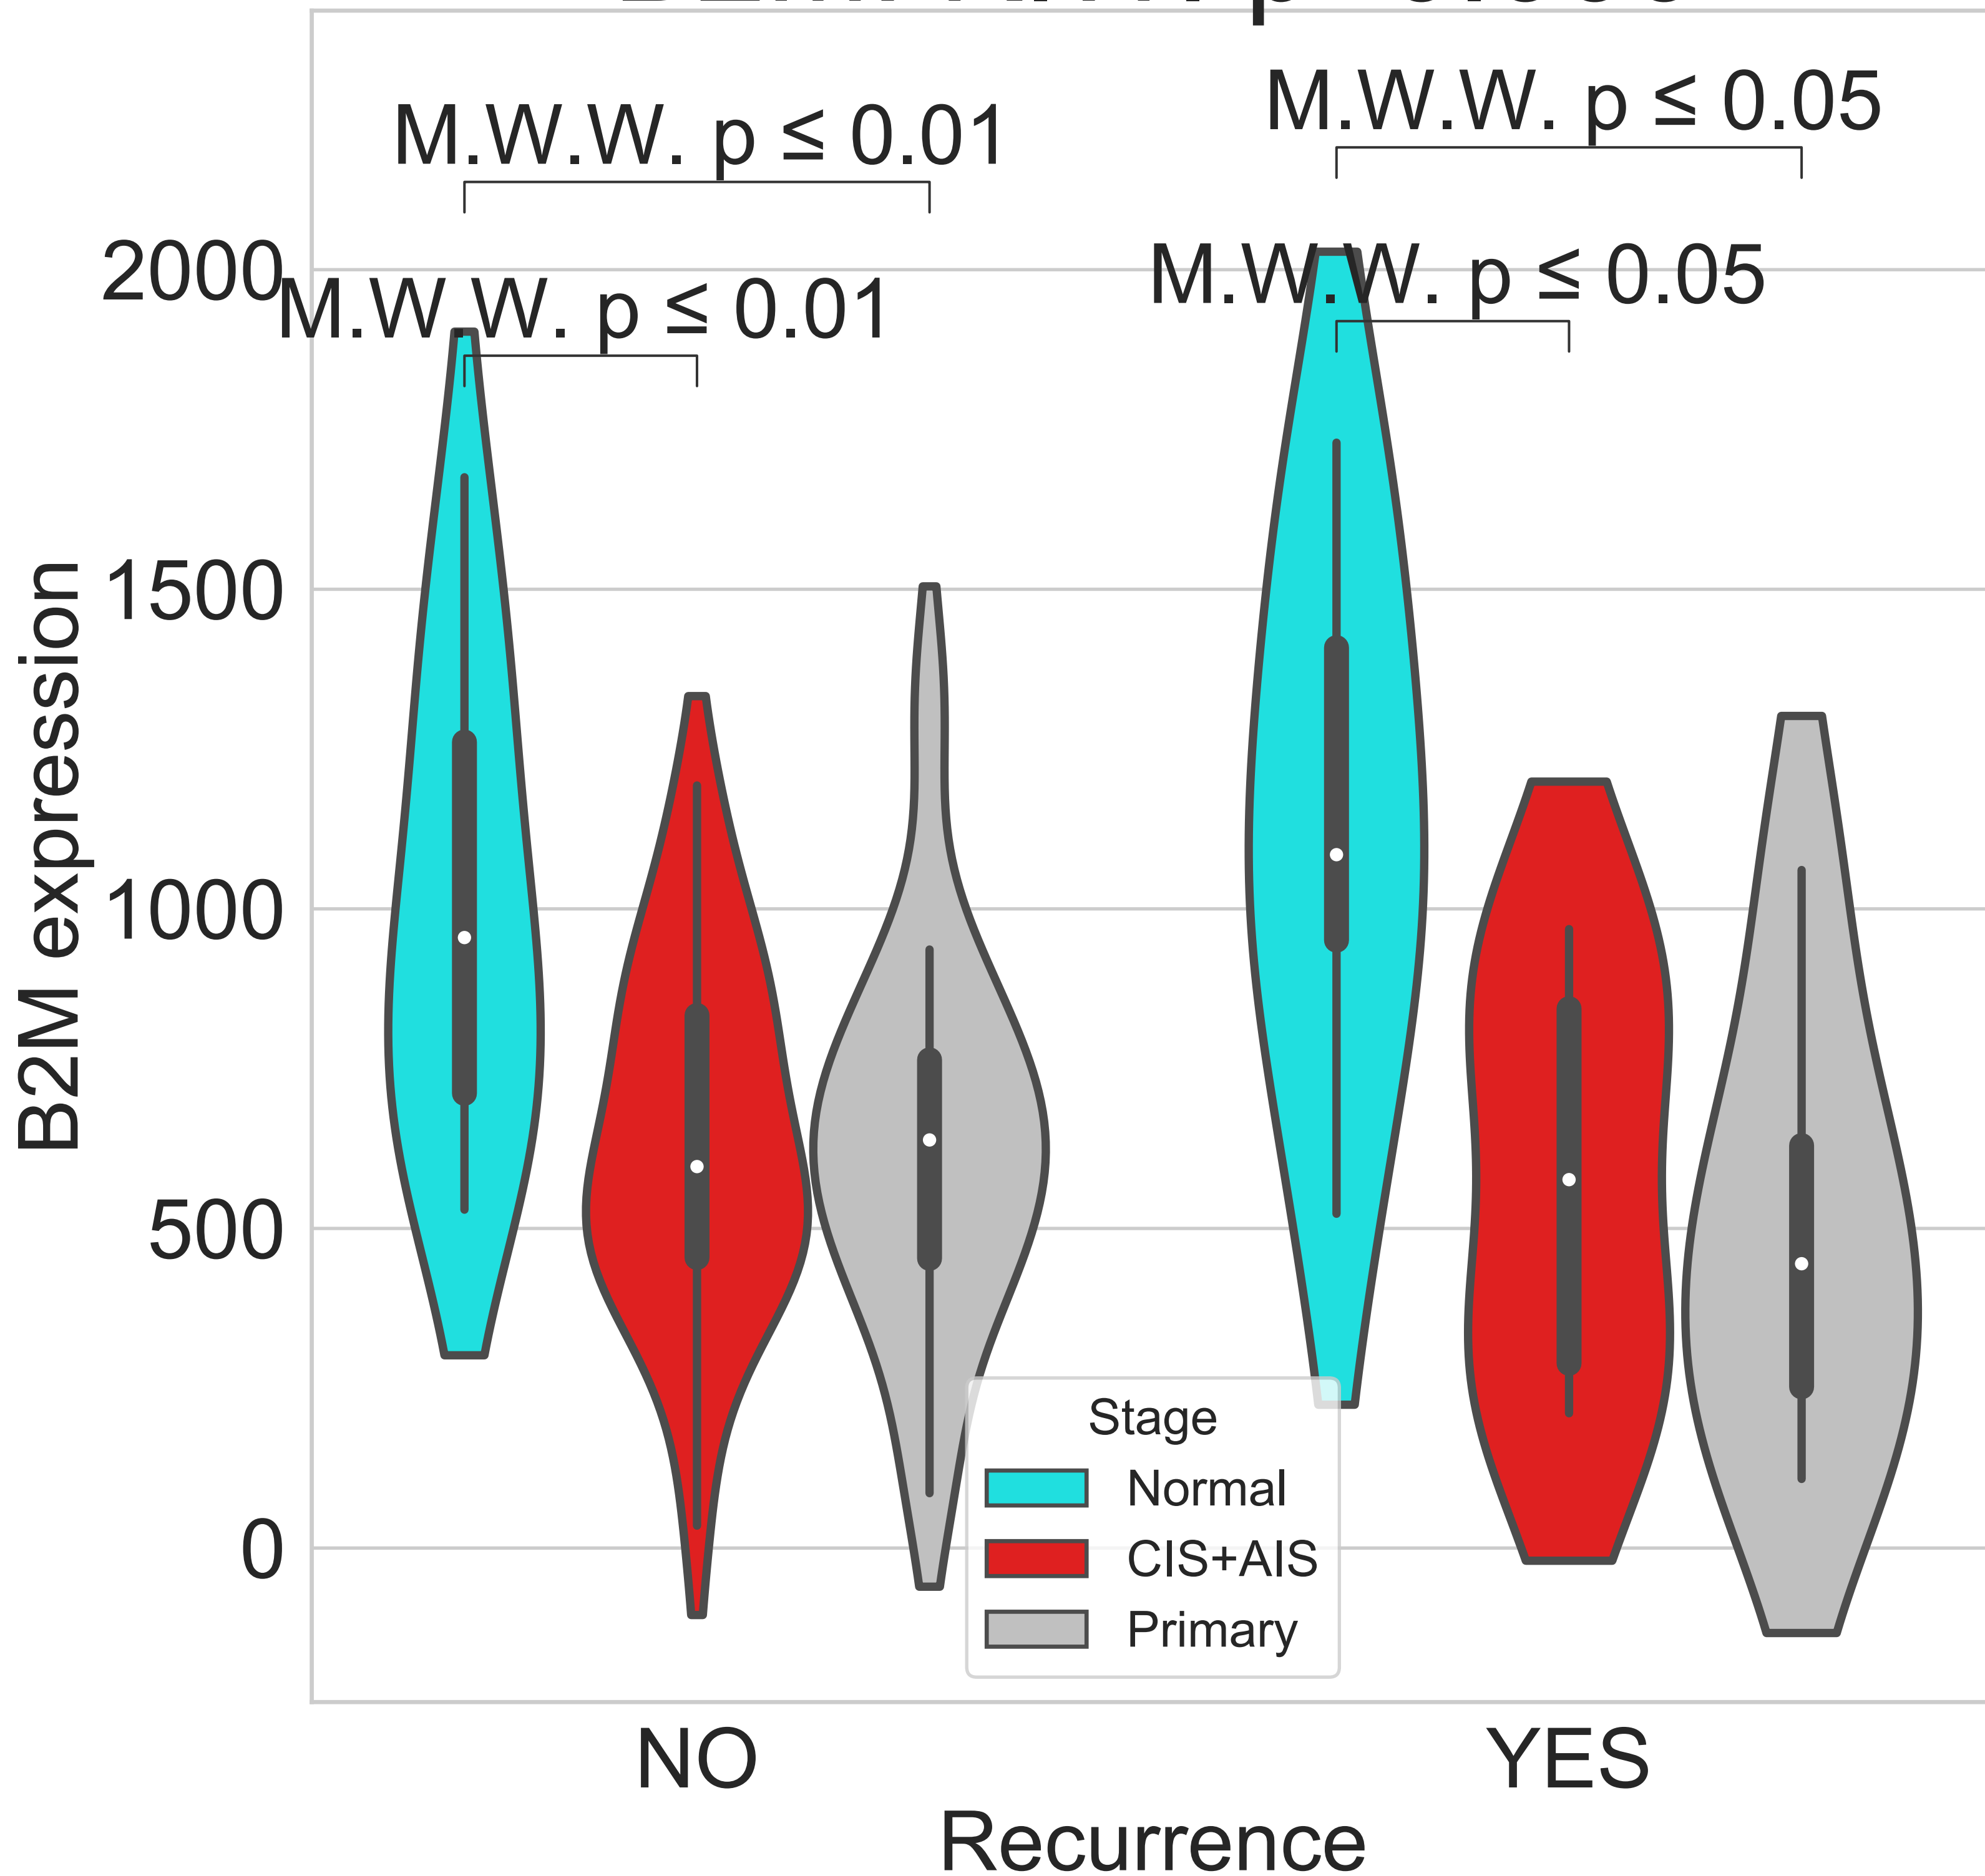 M.W.W. p ≤ 0.01
M.W.W. p ≤ 0.05
M.W.W. p ≤ 0.01
M.W.W. p ≤ 0.05
B2M expression
2000
1500
1000
500
0
Stage
Normal
CIS+AIS
Primary
NO
YES
Recurrence